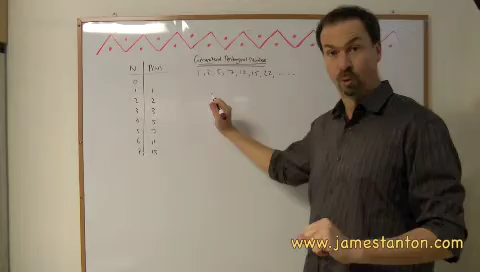 Generalized Pentagonal Numbers
1, 2, 5, 7, 12, 15, 22, ......
N P(N)
0
1 1
2 2
3 3
4 5
5 7
6 11
7 15
www.jamestanton.com